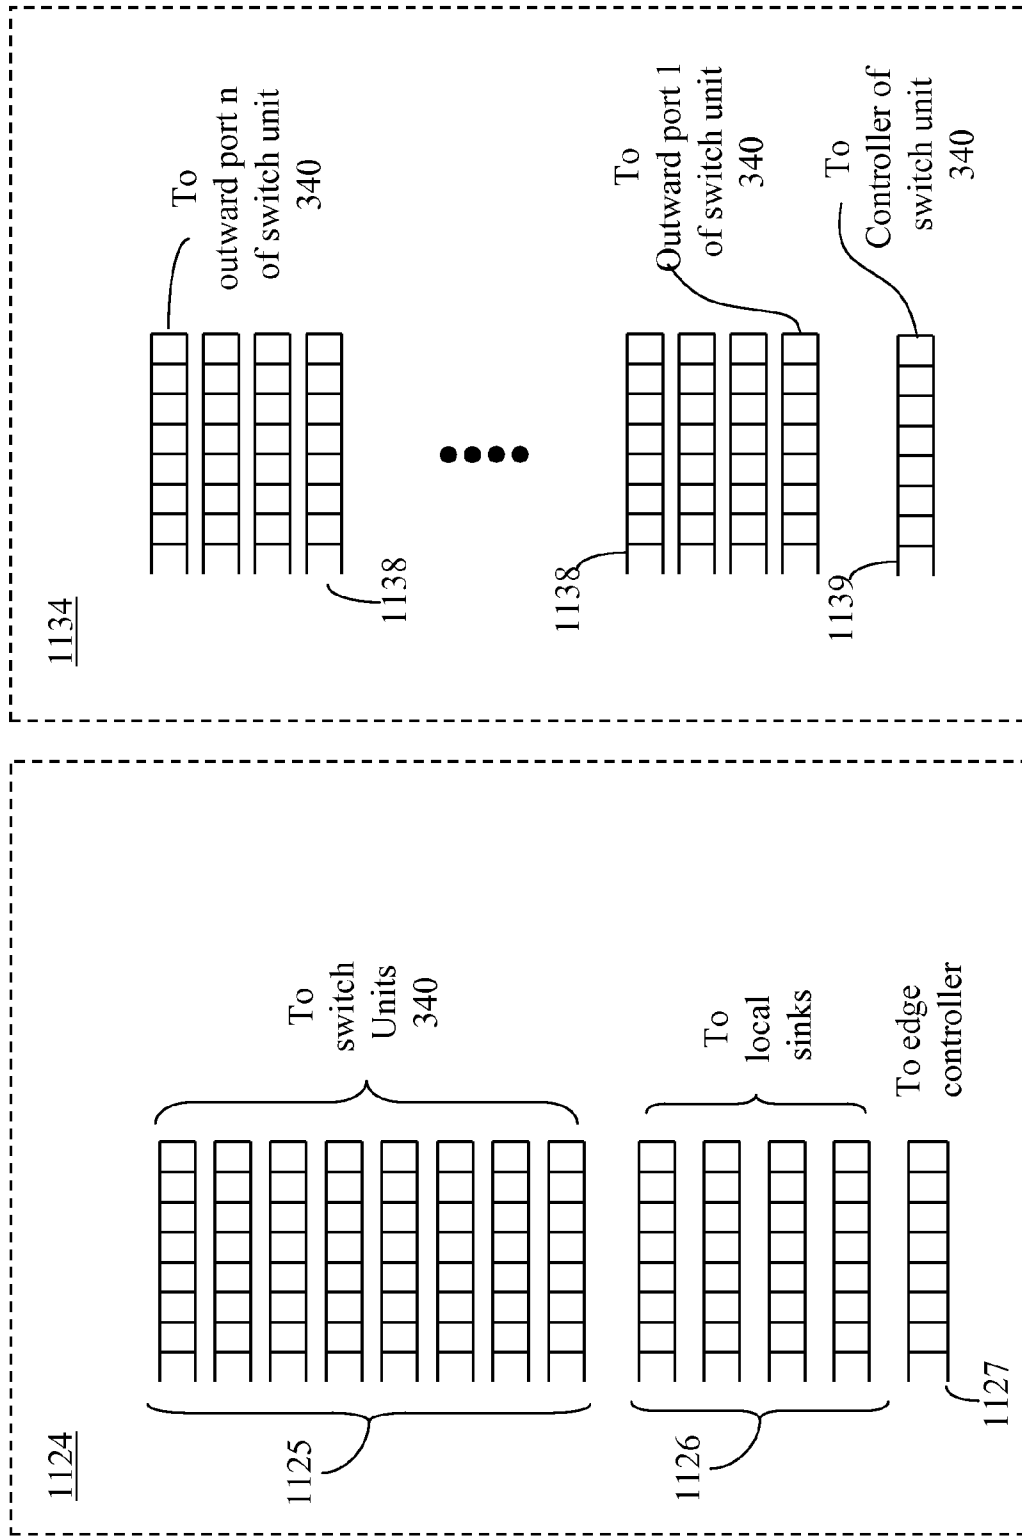 1124
1125
To
switch
Units
340
1126
To
local
sinks
1127
To edge
controller
1134
To
outward port n
of switch unit
340
1138
1138
To
Outward port 1
of switch unit
340
1139
To
Controller of
switch unit
340